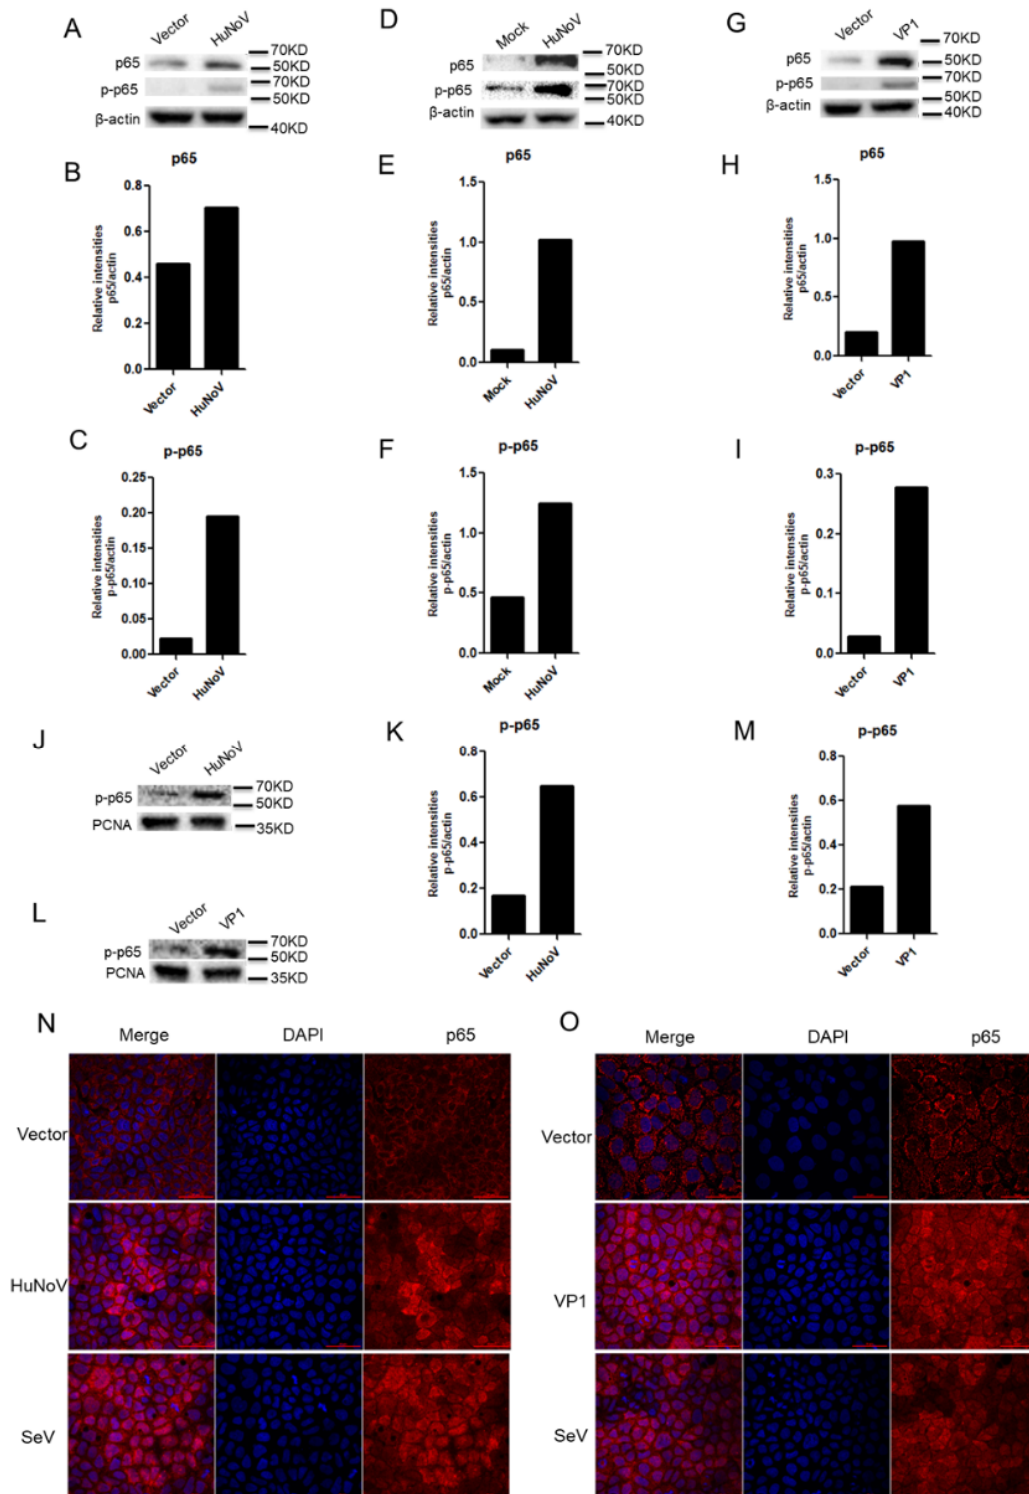 A
Vector
HuNoV
p65
70KD
50KD
p-p65
70KD
50KD
β-actin
40KD
D
Mock
HuNoV
p65
70KD
50KD
p-p65
70KD
50KD
β-actin
40KD
G
Vector
VP1
p65
70KD
50KD
p-p65
70KD
50KD
β-actin
40KD
B
p65
Relative intensities
p65/actin
0.8
0.6
0.4
0.2
0.0
Vector
HuNoV
E
p65
Relative intensities
p65/actin
1.5
1.0
0.5
0.0
Mock
HuNoV
H
p65
Relative intensities
p65/actin
1.5
1.0
0.5
0.0
Vector
VP1
C
p-p65
Relative intensities
p-p65/actin
0.25
0.20
0.15
0.10
0.05
0.00
Vector
HuNoV
F
p-p65
Relative intensities
p-p65/actin
1.5
1.0
0.5
0.0
Mock
HuNoV
I
p-p65
Relative intensities
p-p65/actin
0.3
0.2
0.1
0.0
Vector
VP1
J
Vector
HuNoV
p-p65
70KD
50KD
PCNA
35KD
K
p-p65
Relative intensities
p-p65/actin
0.8
0.6
0.4
0.2
0.0
Vector
HuNoV
M
p-p65
Relative intensities
p-p65/actin
0.8
0.6
0.4
0.2
0.0
Vector
VP1
L
Vector
VP1
p-p65
70KD
50KD
PCNA
35KD
N
Merge
DAPI
p65
Vector
HuNoV
SeV
O
Merge
DAPI
p65
Vector
VP1
SeV